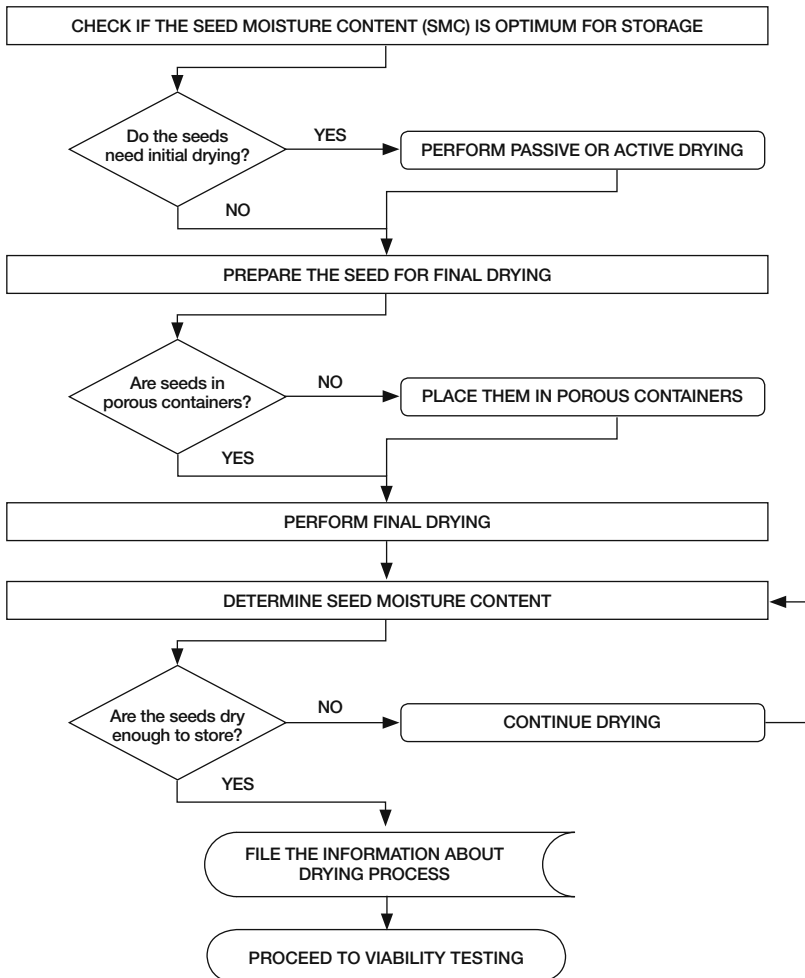 CHECK IF THE SEED MOISTURE CONTENT (SMC) IS OPTIMUM FOR STORAGE
Do the seeds
need initial drying?
YES
PERFORM PASSIVE OR ACTIVE DRYING
NO
PREPARE THE SEED FOR FINAL DRYING
Are seeds in
porous containers?
NO
PLACE THEM IN POROUS CONTAINERS
YES
PERFORM FINAL DRYING
DETERMINE SEED MOISTURE CONTENT
Are the seeds dry
enough to store?
NO
CONTINUE DRYING
YES
FILE THE INFORMATION ABOUT
DRYING PROCESS
PROCEED TO VIABILITY TESTING